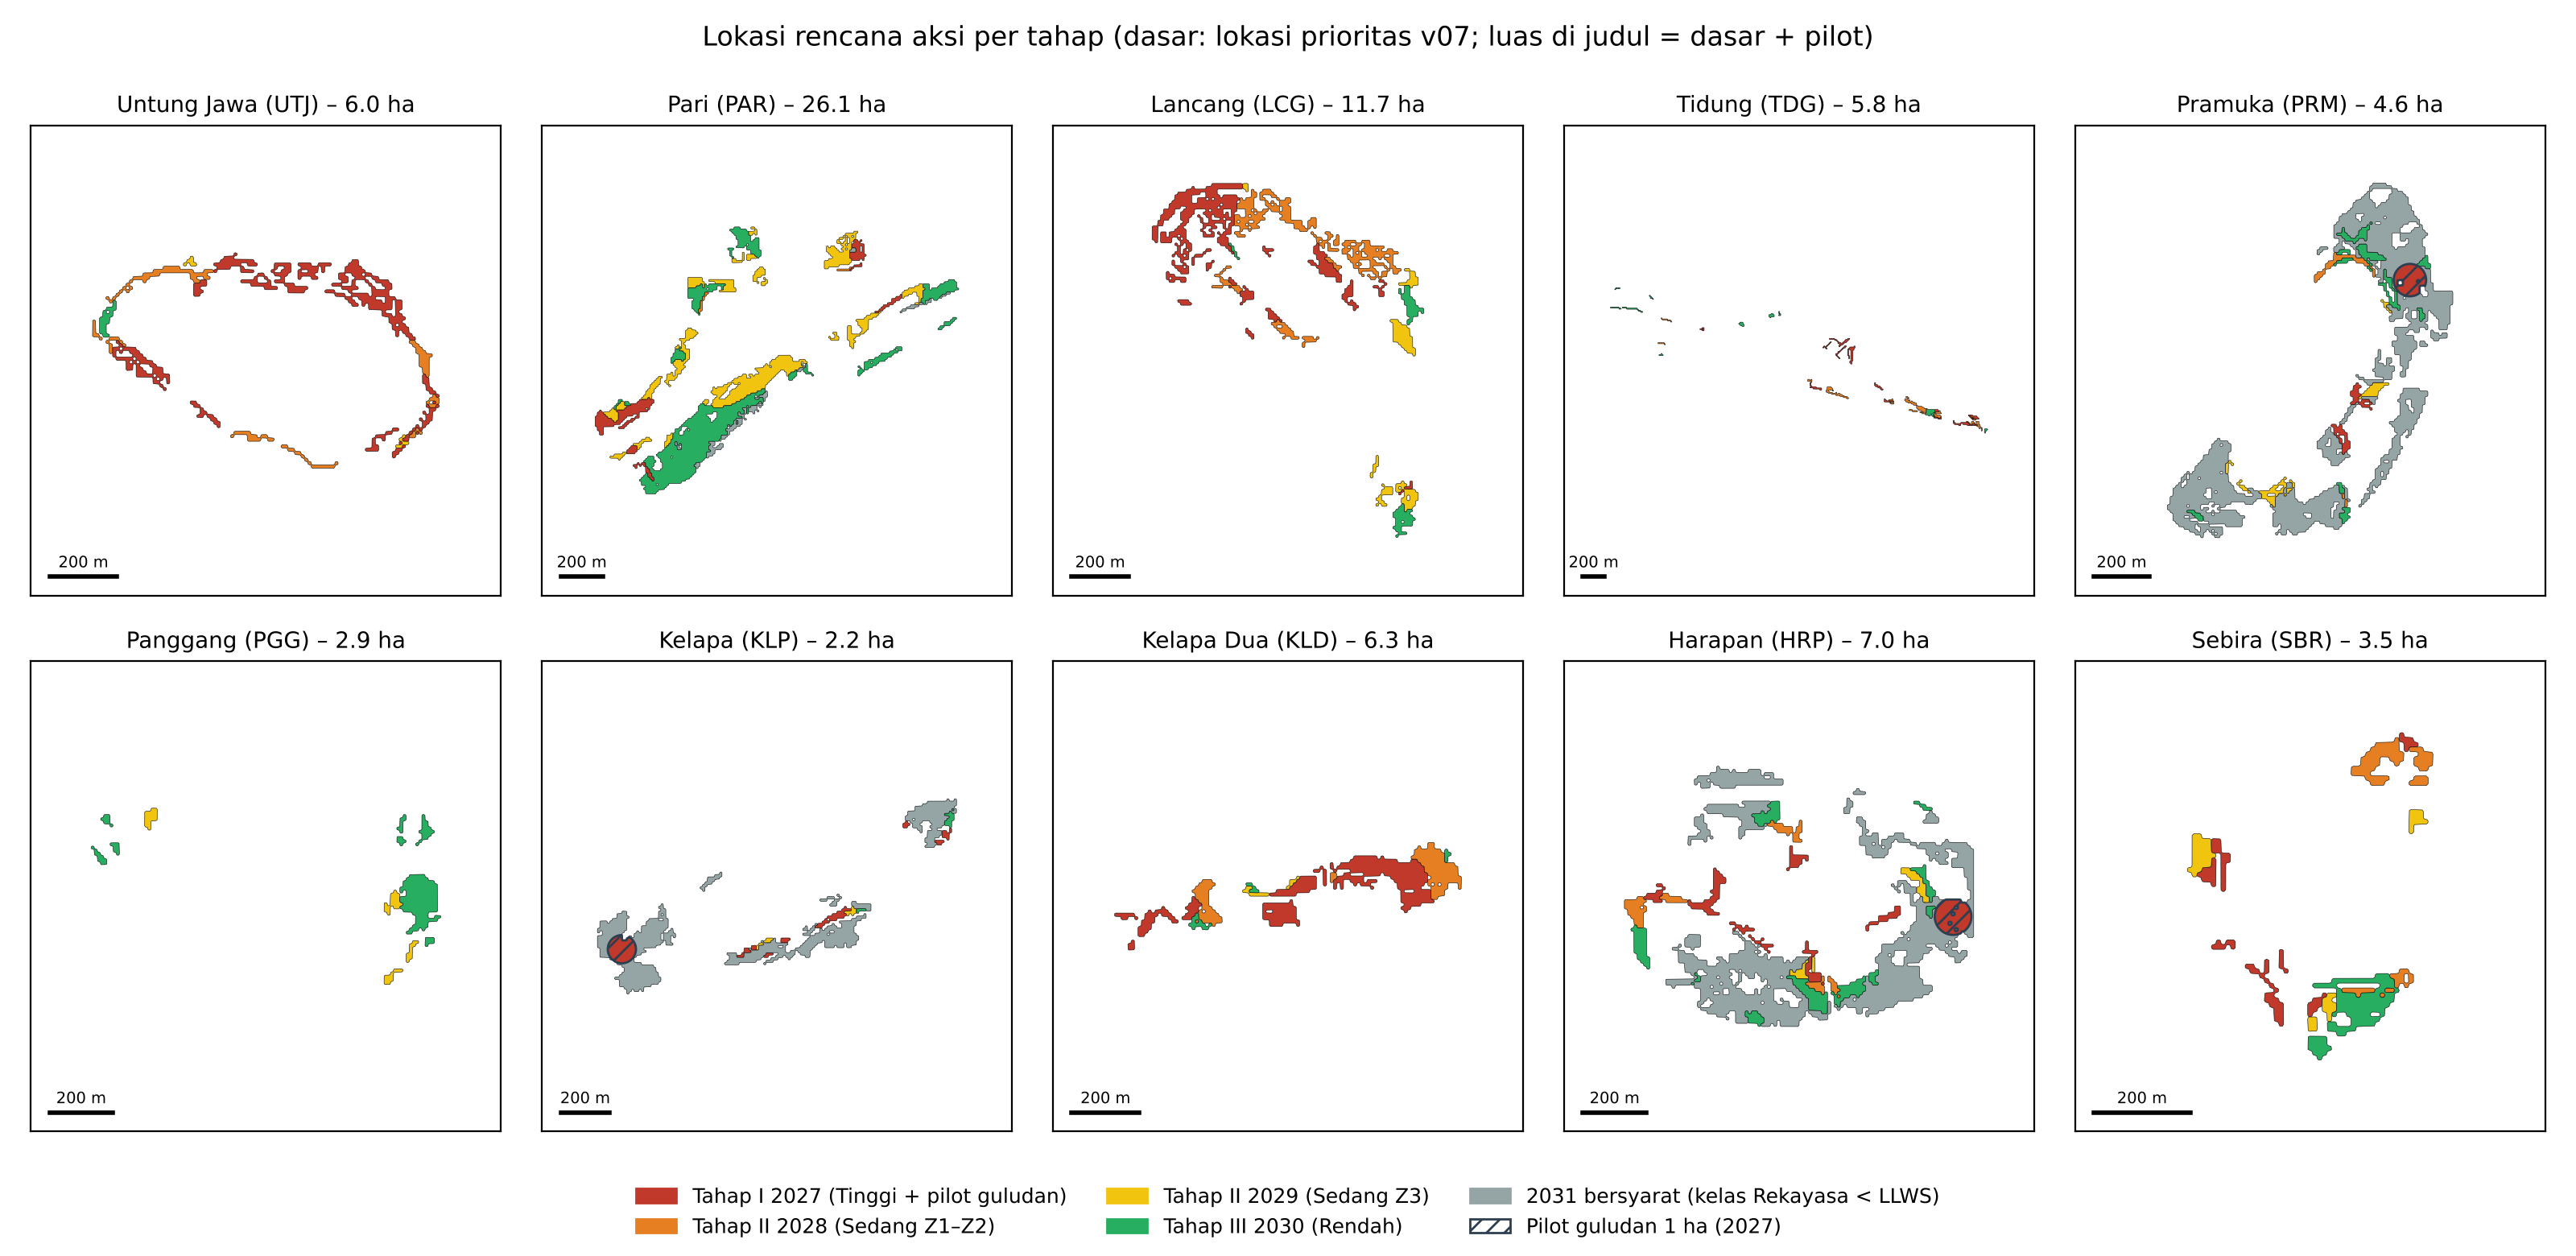 Lokasi rencana aksi per tahap (dasar: lokasi prioritas v07; luas di judul = dasar + pilot)
Untung Jawa (UTJ) – 6.0 ha
Pari (PAR) – 26.1 ha
Lancang (LCG) – 11.7 ha
Tidung (TDG) – 5.8 ha
Pramuka (PRM) – 4.6 ha
200 m
200 m
200 m
200 m
200 m
Panggang (PGG) – 2.9 ha
Kelapa (KLP) – 2.2 ha
Kelapa Dua (KLD) – 6.3 ha
Harapan (HRP) – 7.0 ha
Sebira (SBR) – 3.5 ha
200 m
200 m
200 m
200 m
200 m
Tahap I 2027 (Tinggi + pilot guludan)
Tahap II 2028 (Sedang Z1–Z2)
Tahap II 2029 (Sedang Z3)
Tahap III 2030 (Rendah)
2031 bersyarat (kelas Rekayasa < LLWS)
Pilot guludan 1 ha (2027)